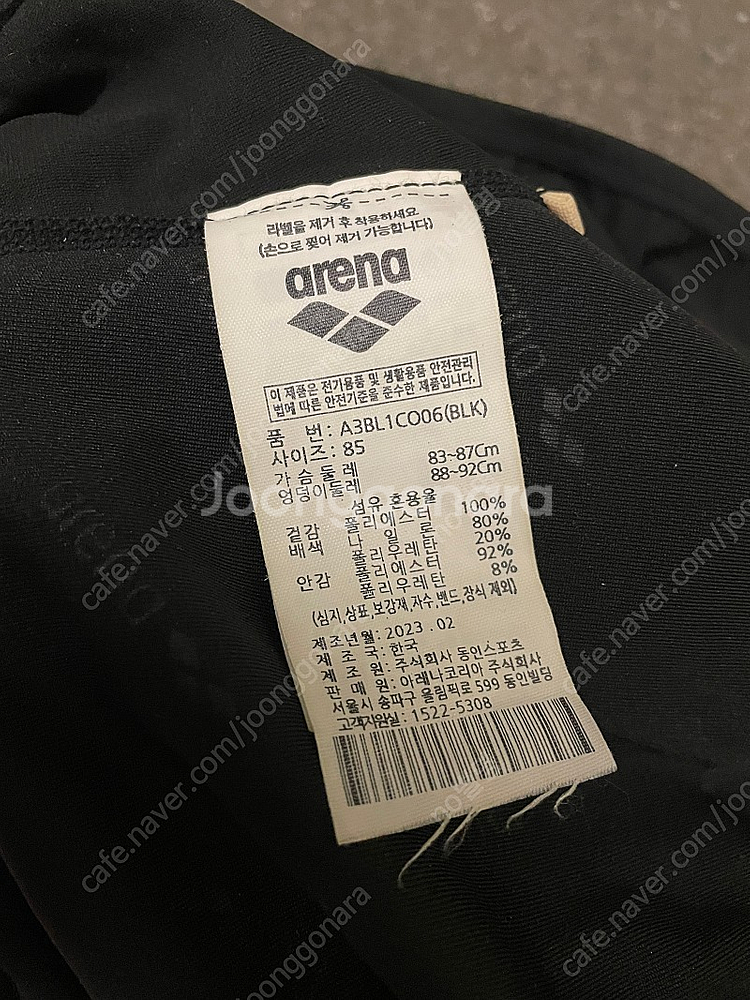 라벨을 제거 후 착용하세요
(손으로 찢어 제거 가능합니다)
arena
이 제품은 전기용품 및 생활용품 안전관리
법에 따른 안전기준을 준수한 제품입니다.
품 번: A3BL1CO06(BLK)
사이즈: 85
가슴둘레 83~87Cm
엉덩이둘레 88~92Cm
섬유 혼용율
겉감 폴리에스터 100%
배색 나일론 80%
폴리우레탄 20%
안감 폴리에스터 92%
폴리우레탄 8%
(심지,상표,보강재,자수,밴드,장식 제외)
제조년월: 2023 . 02
제 조 국: 한국
제 조 원: 주식회사 동인스포츠
판 매 원: 아레나코리아 주식회사
서울시 송파구 올림픽로 599 동인빌딩
고객지원실: 1522-5308
Joonggonara
cafe.naver.com/joonggonara